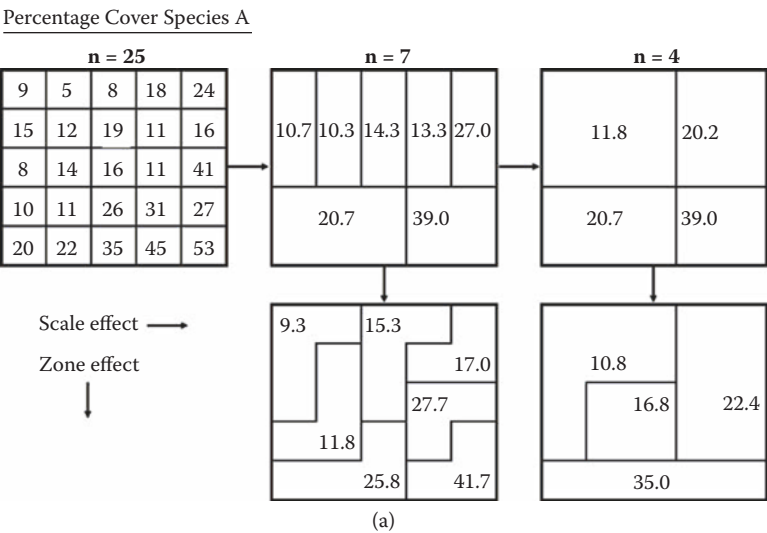 Percentage Cover Species A
n = 25
n = 7
n = 4
9 5 8 18 24
15 12 19 11 16
8 14 16 11 41
10 11 26 31 27
20 22 35 45 53
10.7 10.3 14.3 13.3 27.0
20.7 39.0
11.8 20.2
20.7 39.0
Scale effect
Zone effect
9.3 15.3
17.0
27.7
11.8
25.8 41.7
10.8
16.8 22.4
35.0
(a)